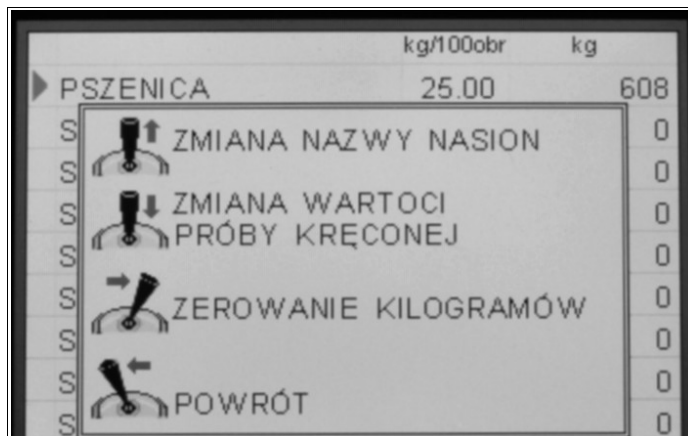 kg/100obr kg
PSZENICA 25.00 608
S 0
ZMIANA NAZWY NASION
S 0
S 0
ZMIANA WARTOCI
PRÓBY KRĘCONEJ
S 0
S 0
ZEROWANIE KILOGRAMÓW
S 0
S 0
POWRÓT
S 0